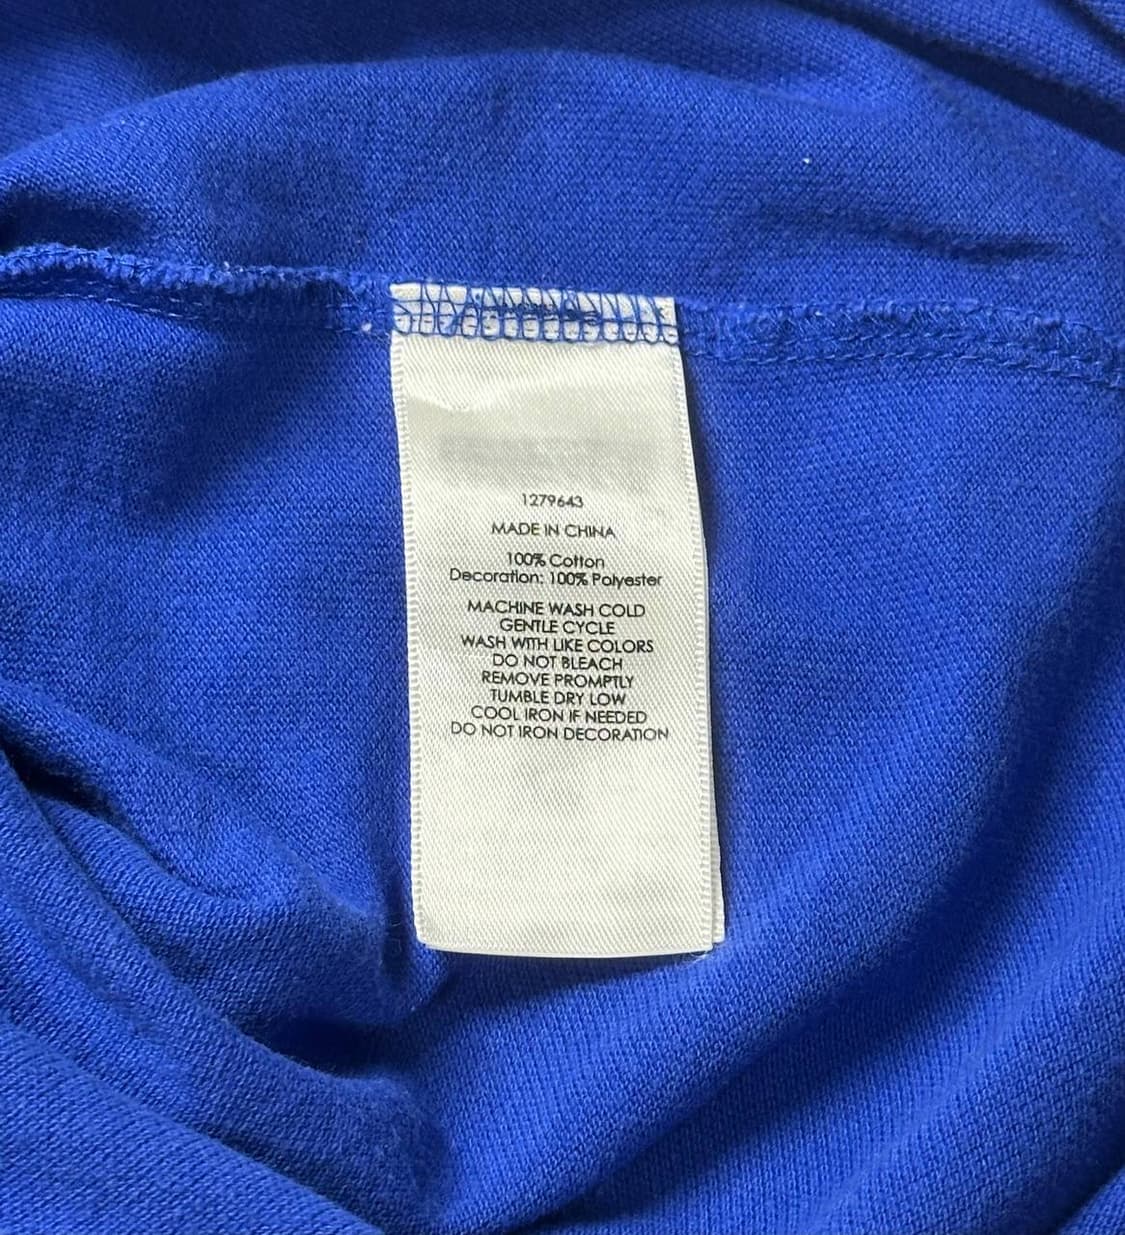 1279643
MADE IN CHINA
100% Cotton
Decoration: 100% Polyester
MACHINE WASH COLD
GENTLE CYCLE
WASH WITH LIKE COLORS
DO NOT BLEACH
REMOVE PROMPTLY
TUMBLE DRY LOW
COOL IRON IF NEEDED
DO NOT IRON DECORATION